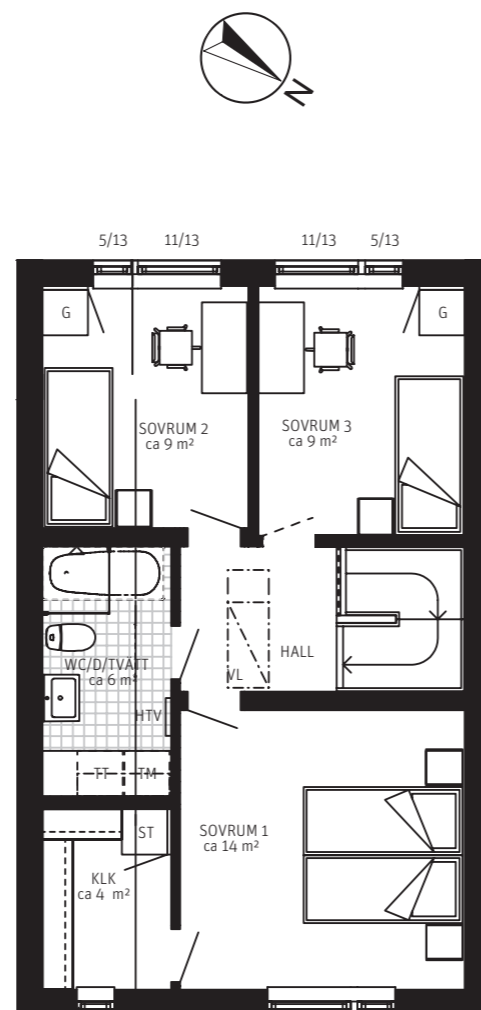 N
5/13 11/13 11/13 5/13
G G
SOVRUM 2
ca 9 m²
SOVRUM 3
ca 9 m²
WC/D/TVÄTT
ca 6 m²
HALL
VL
HTV
TT TM
ST
SOVRUM 1
ca 14 m²
KLK
ca 4 m²